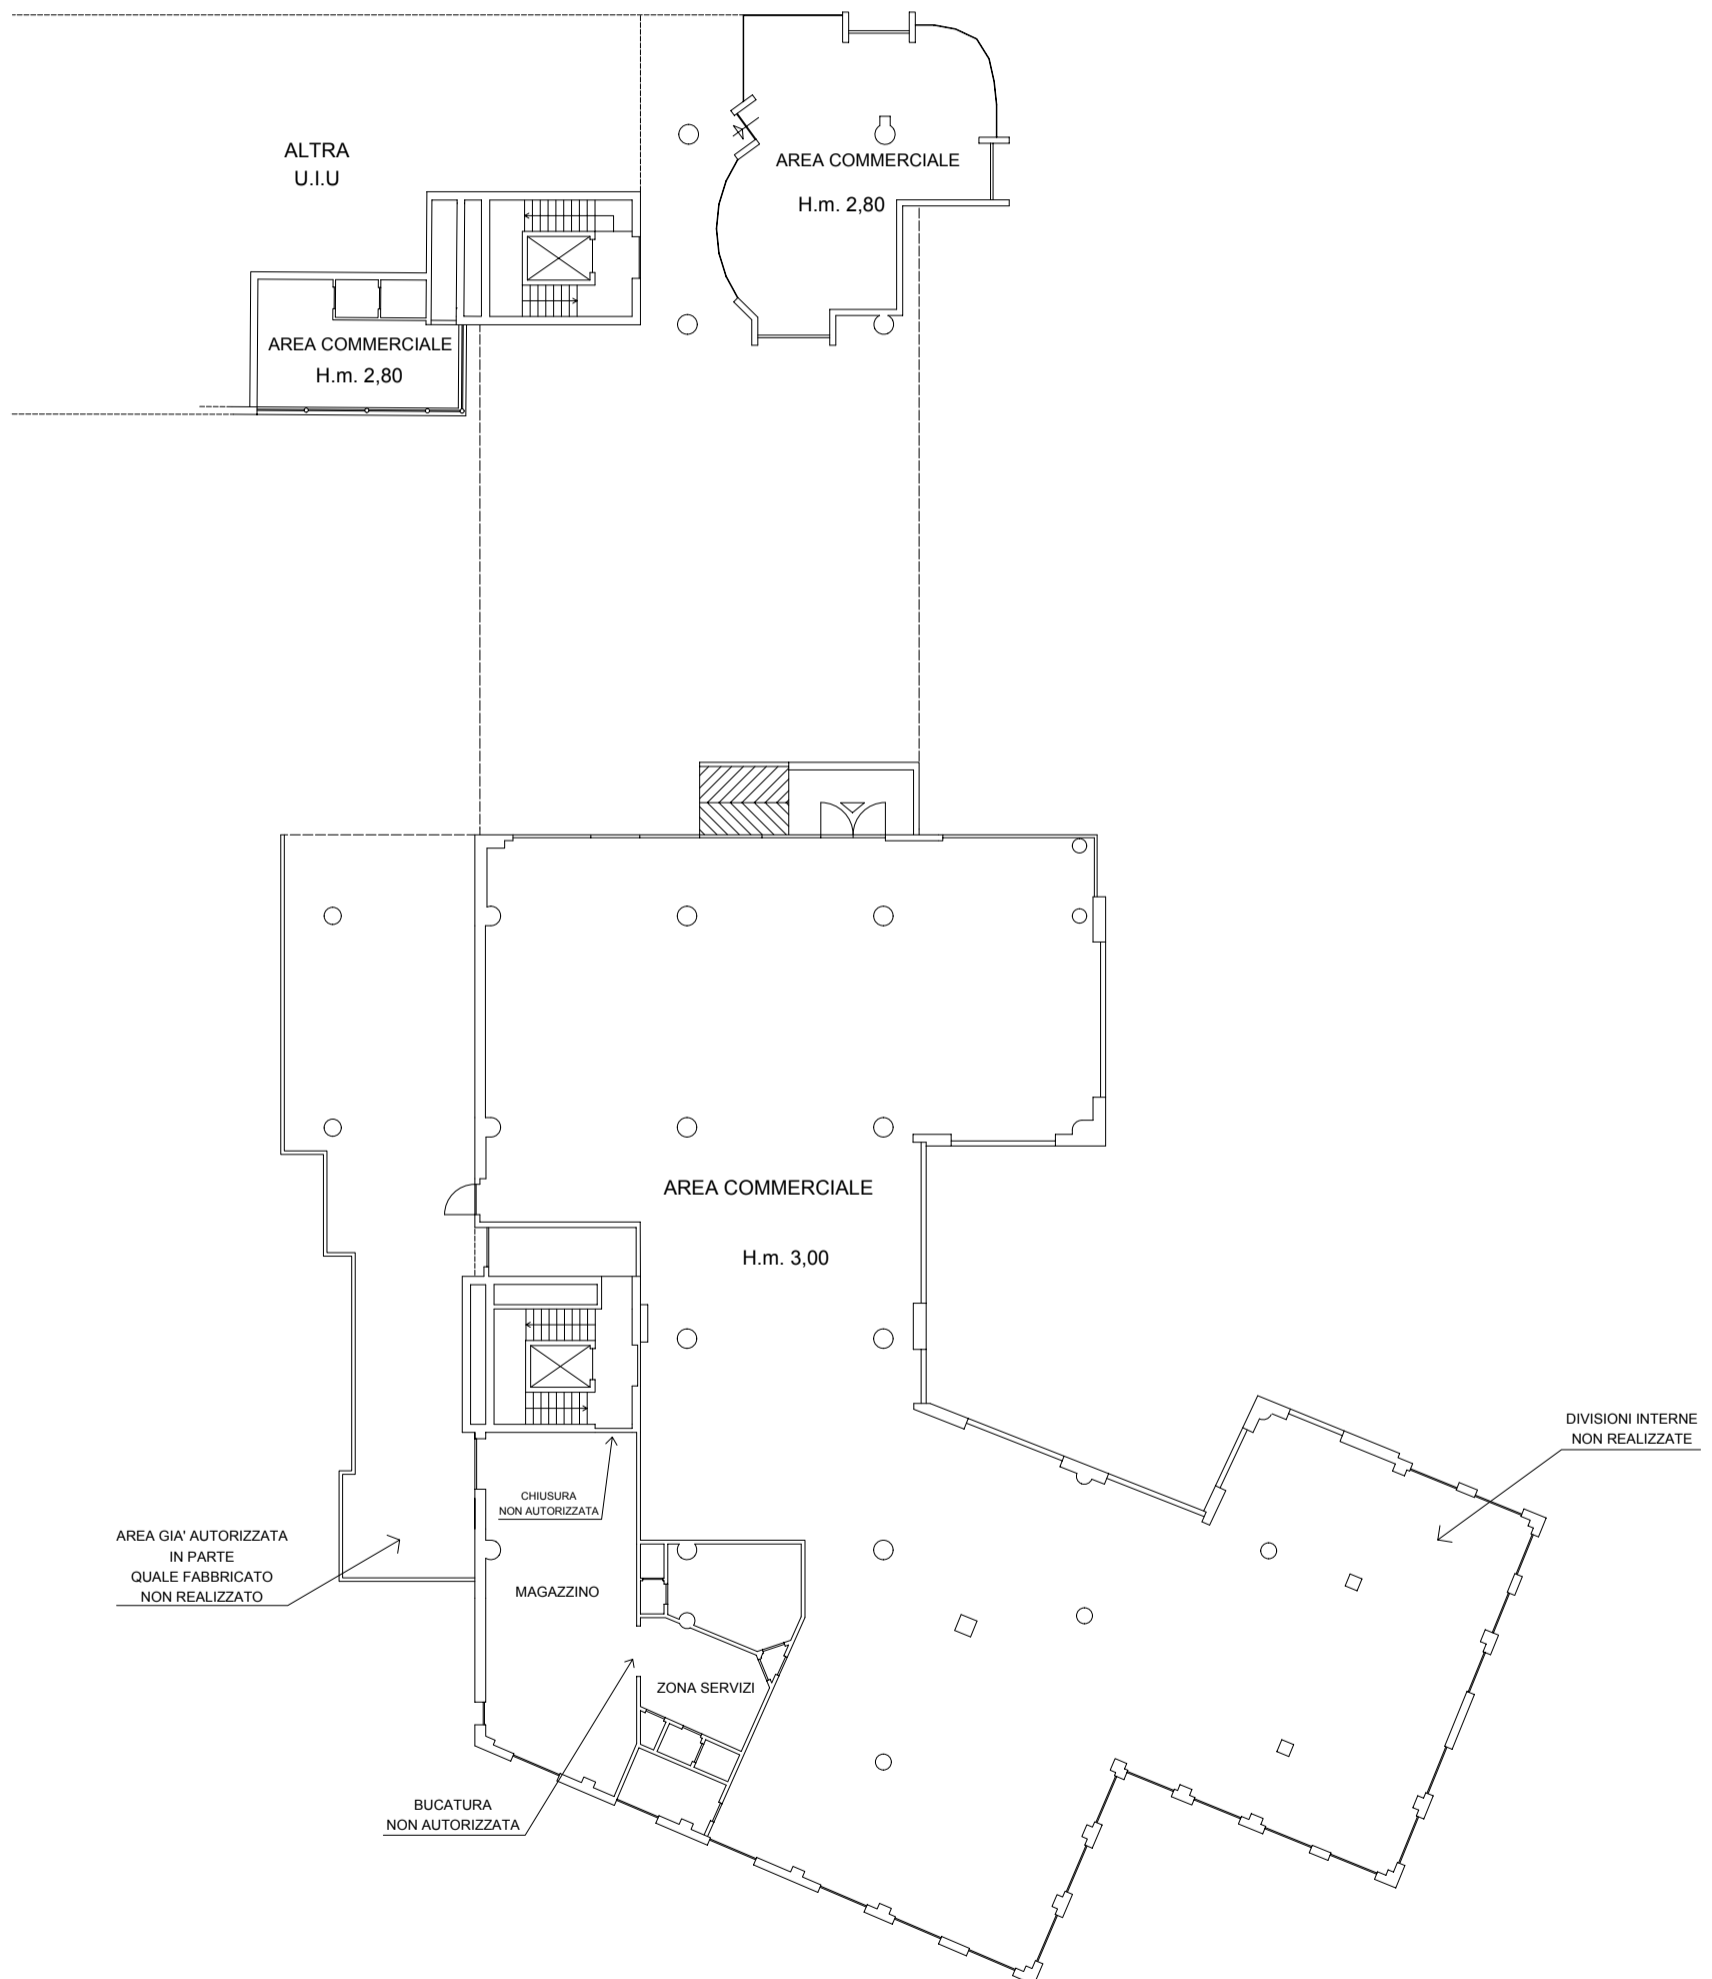 ALTRA
U.I.U
AREA COMMERCIALE
H.m. 2,80
AREA COMMERCIALE
H.m. 2,80
AREA COMMERCIALE
H.m. 3,00
DIVISIONI INTERNE
NON REALIZZATE
CHIUSURA
NON AUTORIZZATA
AREA GIA' AUTORIZZATA
IN PARTE
QUALE FABBRICATO
NON REALIZZATO
MAGAZZINO
ZONA SERVIZI
BUCATURA
NON AUTORIZZATA